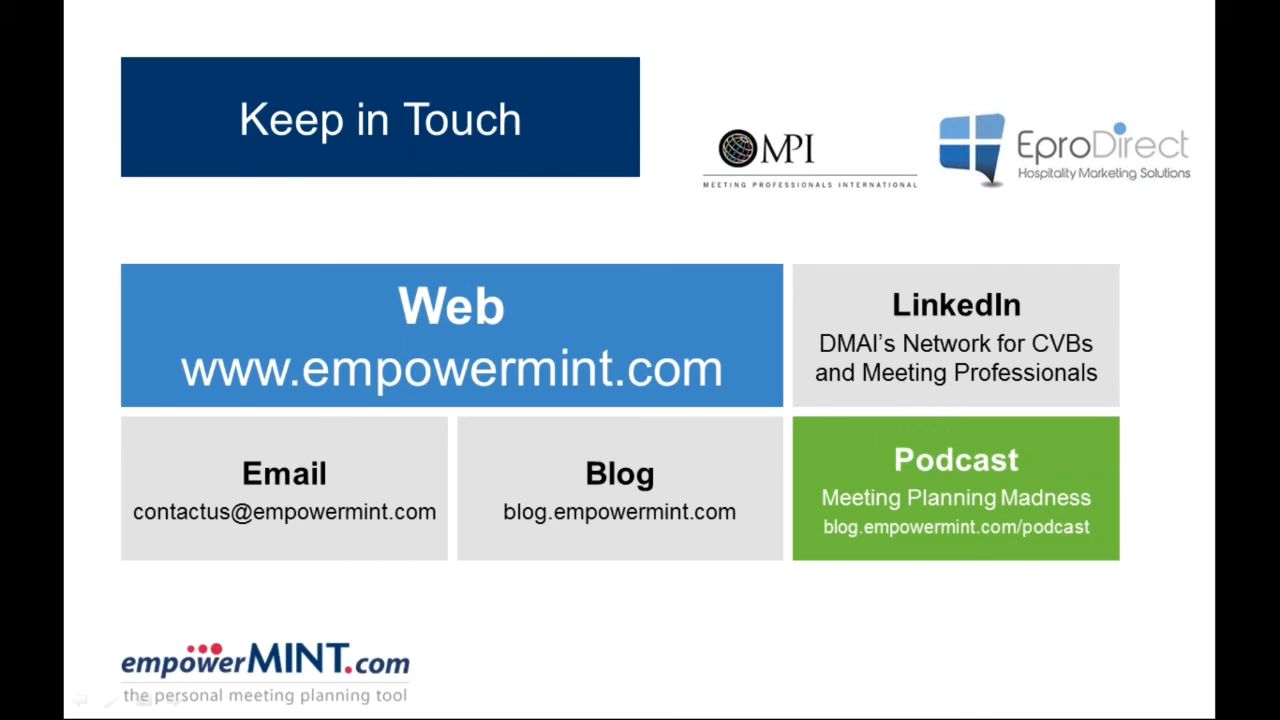 Keep in Touch
MPI
MEETING PROFESSIONALS INTERNATIONAL
EproDirect
Hospitality Marketing Solutions
Web
www.empowermint.com
LinkedIn
DMAI’s Network for CVBs
and Meeting Professionals
Email
contactus@empowermint.com
Blog
blog.empowermint.com
Podcast
Meeting Planning Madness
blog.empowermint.com/podcast
empowerMINT.com
the personal meeting planning tool